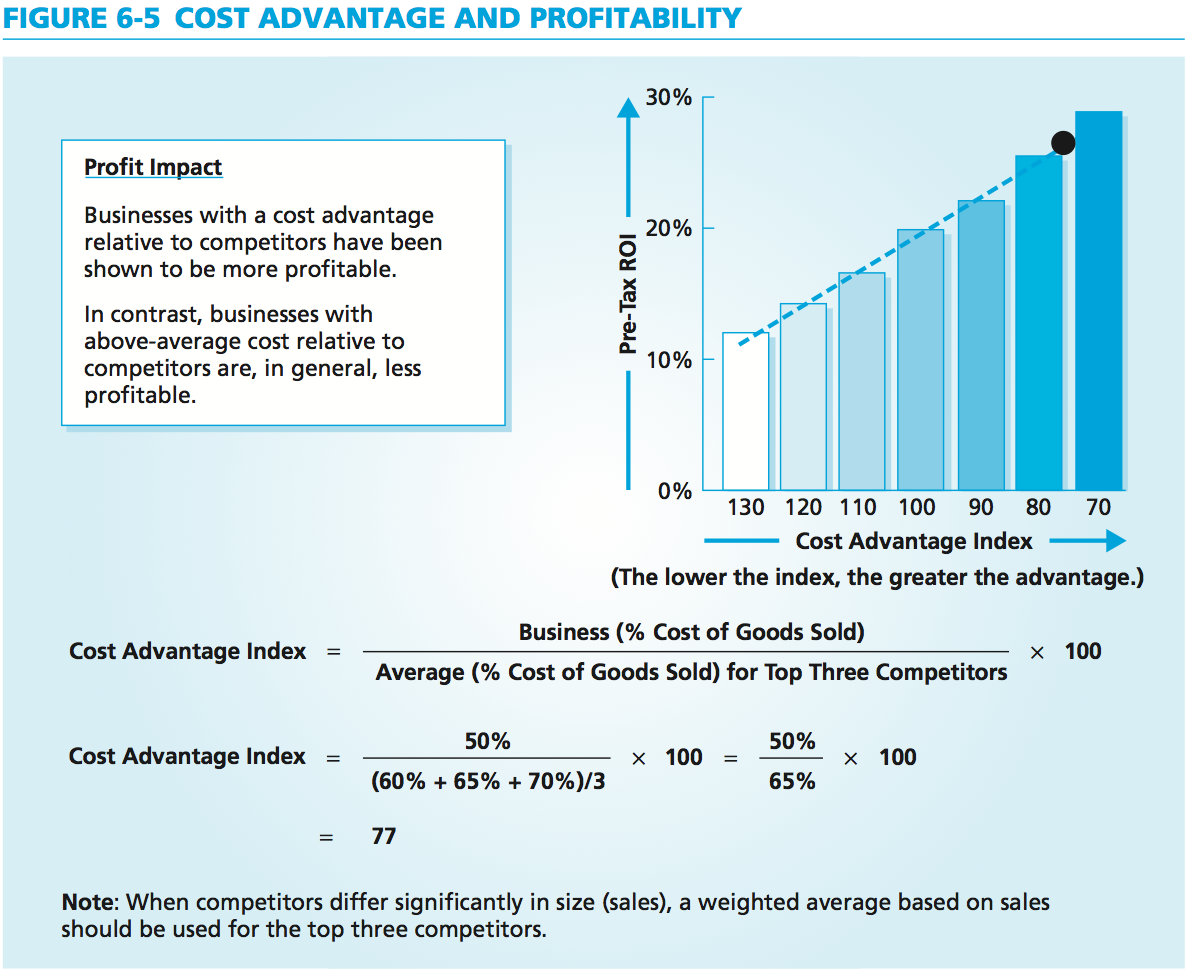 FIGURE 6-5 COST ADVANTAGE AND PROFITABILITY
Profit Impact
Businesses with a cost advantage
relative to competitors have been
shown to be more profitable.
In contrast, businesses with
above-average cost relative to
competitors are, in general, less
profitable.
Pre-Tax ROI
30%
20%
10%
0%
130 120 110 100 90 80 70
Cost Advantage Index
(The lower the index, the greater the advantage.)
Business (% Cost of Goods Sold)
Cost Advantage Index = × 100
Average (% Cost of Goods Sold) for Top Three Competitors
50% 50%
Cost Advantage Index = × 100 = × 100
(60% + 65% + 70%)/3 65%
= 77
Note: When competitors differ significantly in size (sales), a weighted average based on sales
should be used for the top three competitors.